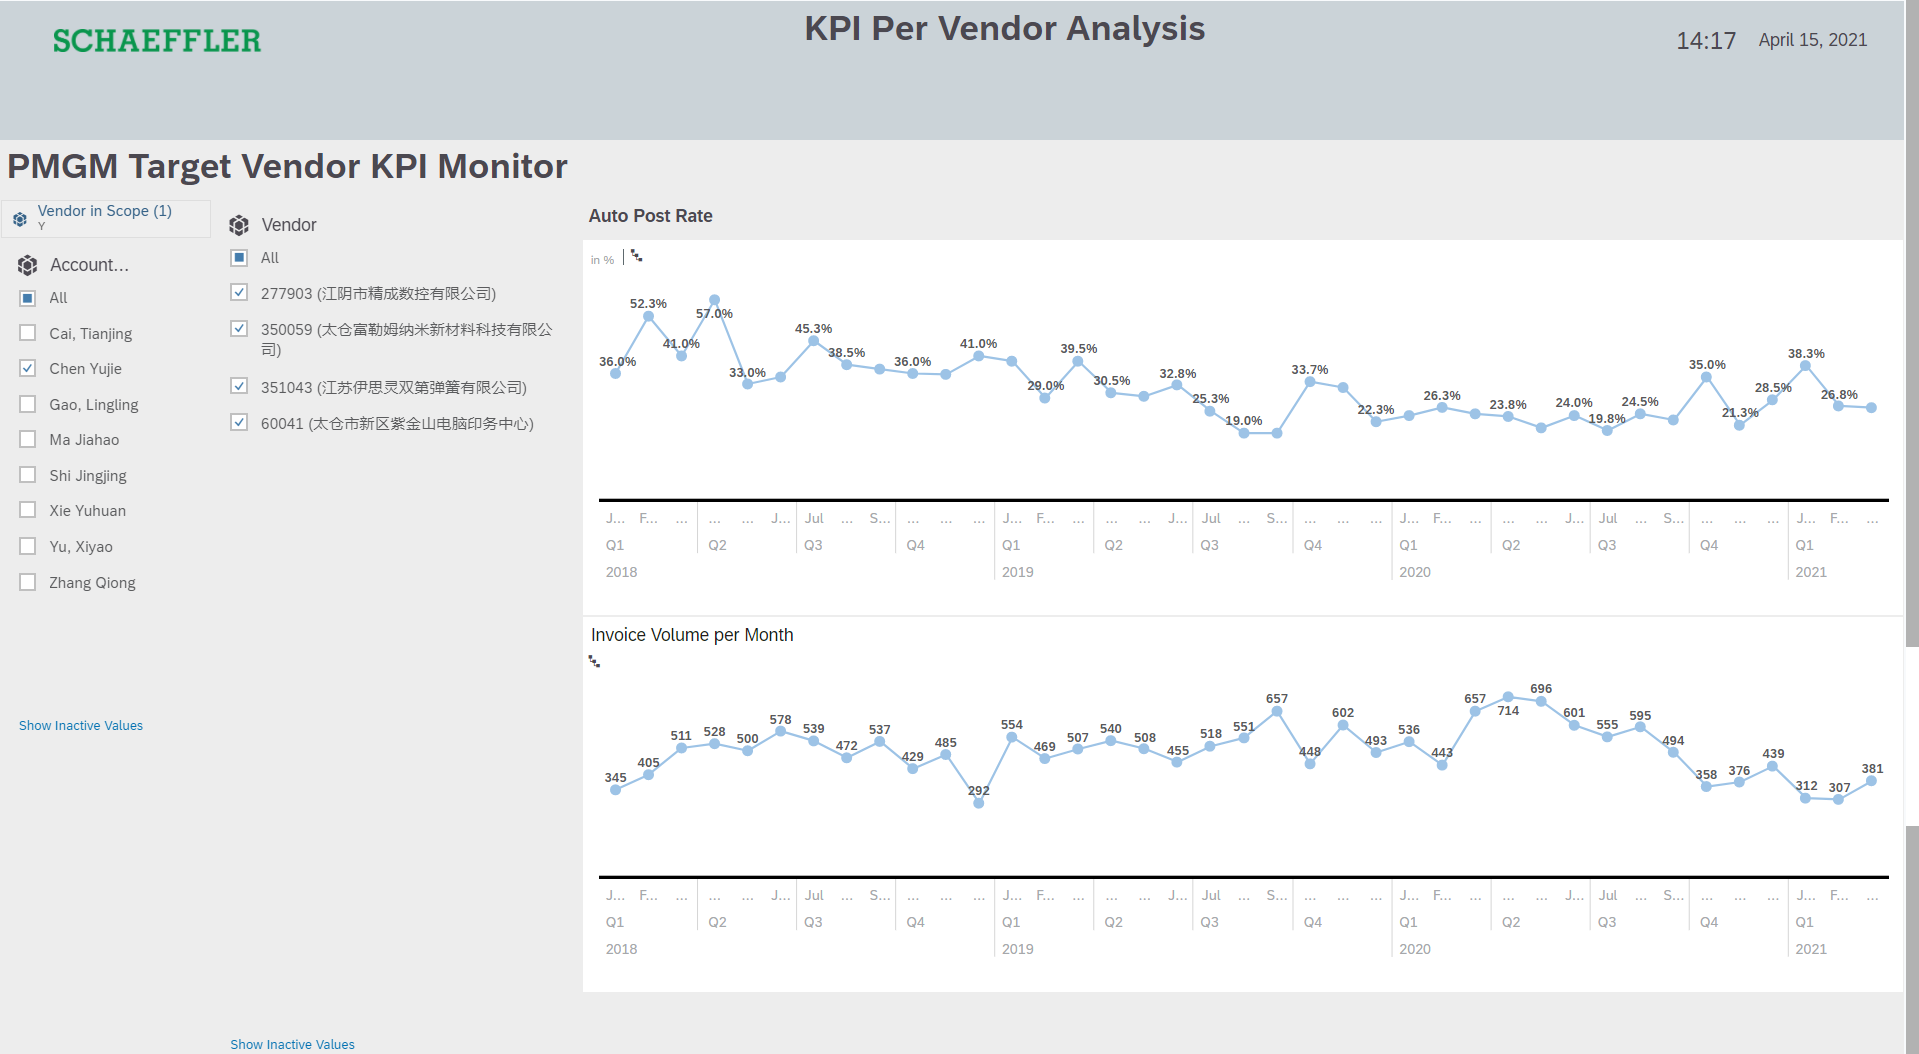 SCHAEFFLER
KPI Per Vendor Analysis
14:17 April 15, 2021
PMGM Target Vendor KPI Monitor
Vendor in Scope (1)
Y
Account...
All
Cai, Tianjing
Chen Yujie
Gao, Lingling
Ma Jiahao
Shi Jingjing
Xie Yuhuan
Yu, Xiyao
Zhang Qiong
Show Inactive Values
Vendor
All
277903 (江阴市精成数控有限公司)
350059 (太仓富勒姆纳米新材料科技有限公
司)
351043 (江苏伊思灵双第弹簧有限公司)
60041 (太仓市新区紫金山电脑印务中心)
Show Inactive Values
Auto Post Rate
in %
36.0% 52.3% 41.0% 57.0% 33.0% 45.3% 38.5% 36.0% 41.0% 29.0% 39.5% 30.5% 32.8% 25.3% 19.0% 33.7% 22.3% 26.3% 23.8% 24.0% 19.8% 24.5% 35.0% 21.3% 28.5% 38.3% 26.8%
J... F... ... ... ... J... Jul ... S... ... ... ... J... F... ... ... ... J... Jul ... S... ... ... ... J... F... ... ... ... J... Jul ... S... ... ... ... J... F... ...
Q1 Q2 Q3 Q4 Q1 Q2 Q3 Q4 Q1 Q2 Q3 Q4 Q1
2018 2019 2020 2021
Invoice Volume per Month
345 405 511 528 500 578 539 472 537 429 485 292 554 469 507 540 508 455 518 551 657 448 602 493 536 443 657 714 696 601 555 595 494 358 376 439 312 307 381
J... F... ... ... ... J... Jul ... S... ... ... ... J... F... ... ... ... J... Jul ... S... ... ... ... J... F... ... ... ... J... Jul ... S... ... ... ... J... F... ...
Q1 Q2 Q3 Q4 Q1 Q2 Q3 Q4 Q1 Q2 Q3 Q4 Q1
2018 2019 2020 2021